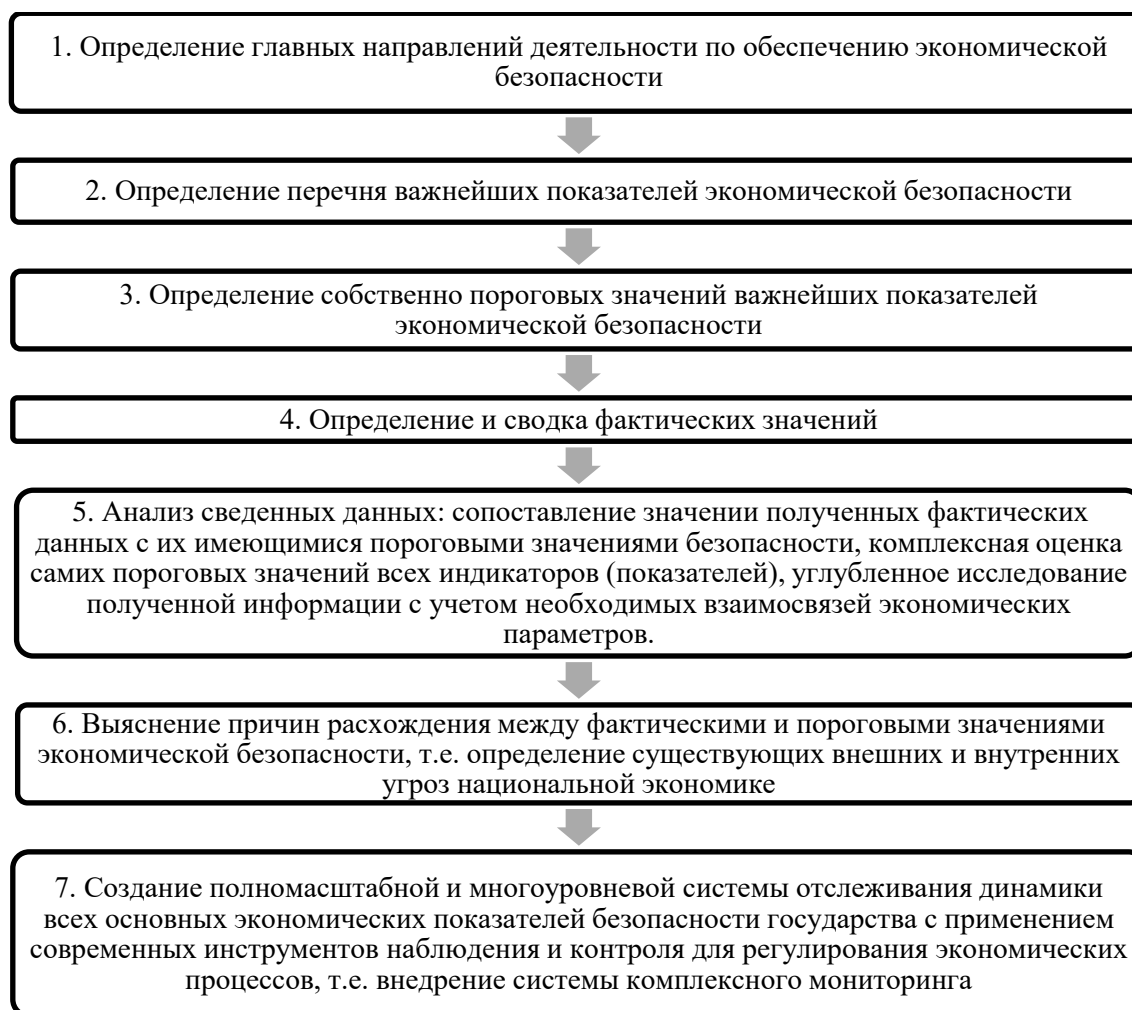 1. Определение главных направлений деятельности по обеспечению экономической
безопасности
2. Определение перечня важнейших показателей экономической безопасности
3. Определение собственно пороговых значений важнейших показателей
экономической безопасности
4. Определение и сводка фактических значений
5. Анализ сведенных данных: сопоставление значении полученных фактических
данных с их имеющимися пороговыми значениями безопасности, комплексная оценка
самих пороговых значений всех индикаторов (показателей), углубленное исследование
полученной информации с учетом необходимых взаимосвязей экономических
параметров.
6. Выяснение причин расхождения между фактическими и пороговыми значениями
экономической безопасности, т.е. определение существующих внешних и внутренних
угроз национальной экономике
7. Создание полномасштабной и многоуровневой системы отслеживания динамики
всех основных экономических показателей безопасности государства с применением
современных инструментов наблюдения и контроля для регулирования экономических
процессов, т.е. внедрение системы комплексного мониторинга